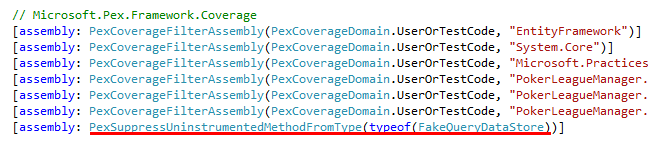 // Microsoft.Pex.Framework.Coverage
[assembly: PexCoverageFilterAssembly(PexCoverageDomain.UserOrTestCode, "EntityFramework")]
[assembly: PexCoverageFilterAssembly(PexCoverageDomain.UserOrTestCode, "System.Core")]
[assembly: PexCoverageFilterAssembly(PexCoverageDomain.UserOrTestCode, "Microsoft.Practices
[assembly: PexCoverageFilterAssembly(PexCoverageDomain.UserOrTestCode, "PokerLeagueManager.
[assembly: PexCoverageFilterAssembly(PexCoverageDomain.UserOrTestCode, "PokerLeagueManager.
[assembly: PexCoverageFilterAssembly(PexCoverageDomain.UserOrTestCode, "PokerLeagueManager.
[assembly: PexSuppressUninstrumentedMethodFromType(typeof(FakeQueryDataStore))]